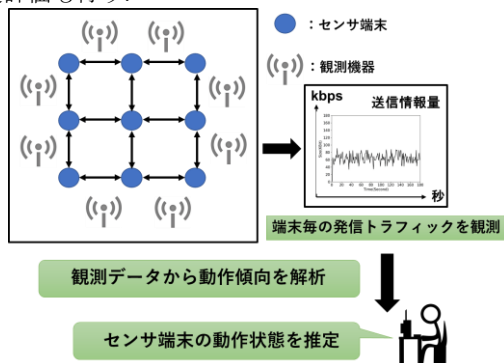 ：センサ端末
：観測機器
kbps
送信情報量
秒
端末毎の発信トラフィックを観測
観測データから動作傾向を解析
センサ端末の動作状態を推定